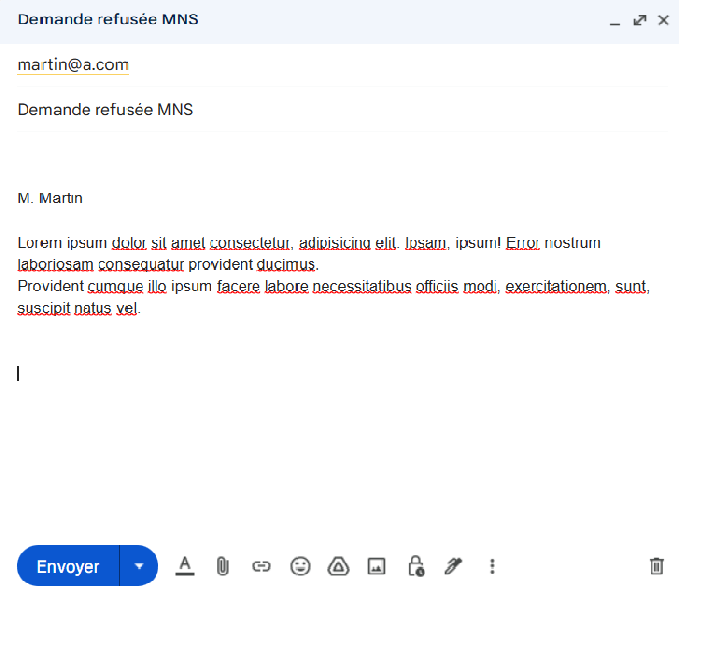 Demande refusée MNS
martin@a.com
Demande refusée MNS
M. Martin
Lorem ipsum dolor sit amet consectetur, adipisicing elit. Ipsam, ipsum! Error nostrum
laboriosam consequatur provident ducimus.
Provident cumque illo ipsum facere labore necessitatibus officiis modi, exercitationem, sunt,
suscipit natus vel.
Envoyer